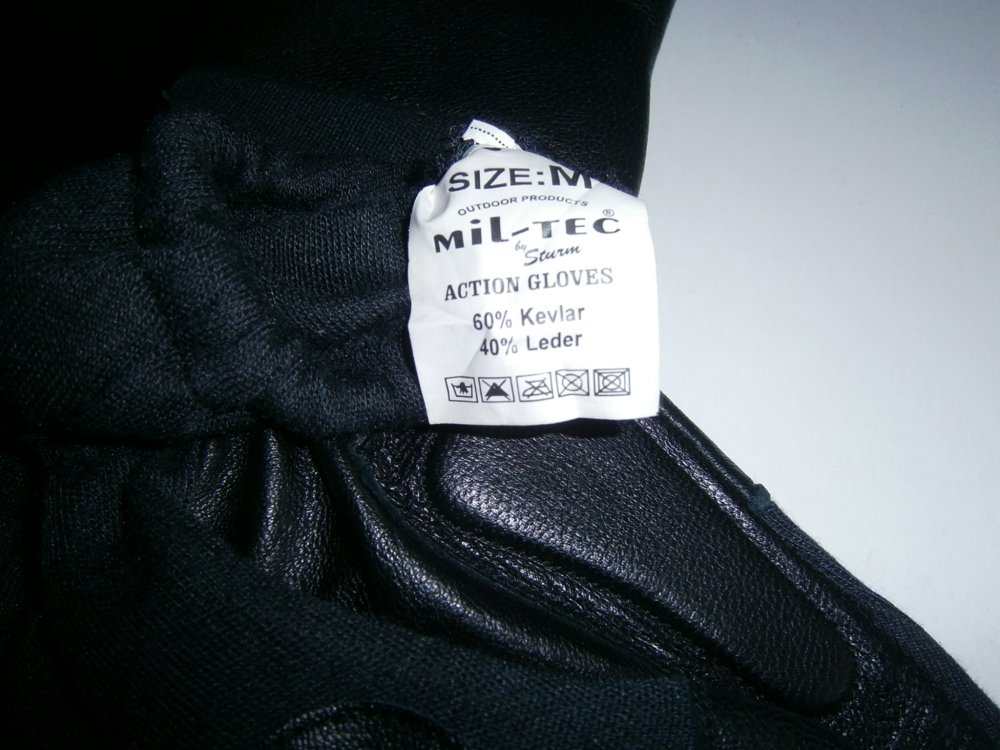 SIZE: M
OUTDOOR PRODUCTS
MiL-TEC®
by Sturm
ACTION GLOVES
60% Kevlar
40% Leder